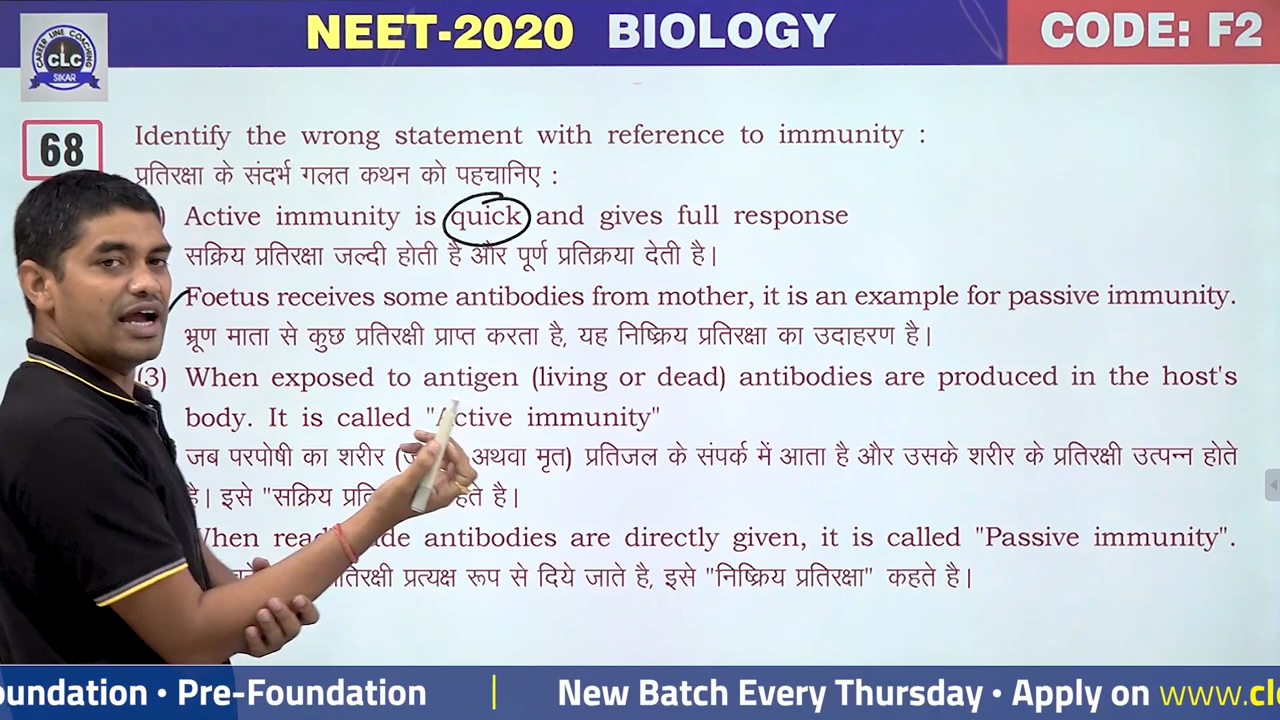 NEET-2020 BIOLOGY
CODE: F2
CAREER LINE COACHING
CLC
SIKAR
68
Identify the wrong statement with reference to immunity :
प्रतिरक्षा के संदर्भ गलत कथन को पहचानिए :
) Active immunity is quick and gives full response
सक्रिय प्रतिरक्षा जल्दी होती है और पूर्ण प्रतिक्रया देती है।
Foetus receives some antibodies from mother, it is an example for passive immunity.
भ्रूण माता से कुछ प्रतिरक्षी प्राप्त करता है, यह निष्क्रिय प्रतिरक्षा का उदाहरण है।
(3) When exposed to antigen (living or dead) antibodies are produced in the host's
body. It is called "Active immunity"
जब परपोषी का शरीर अथवा मृत) प्रतिजल के संपर्क में आता है और उसके शरीर के प्रतिरक्षी उत्पन्न होते
है। इसे "सक्रिय है।
When antibodies are directly given, it is called "Passive immunity".
प्रत्यक्ष रूप से दिये जाते है, इसे "निष्क्रिय प्रतिरक्षा" कहते है।
oundation • Pre-Foundation | New Batch Every Thursday • Apply on www.cl